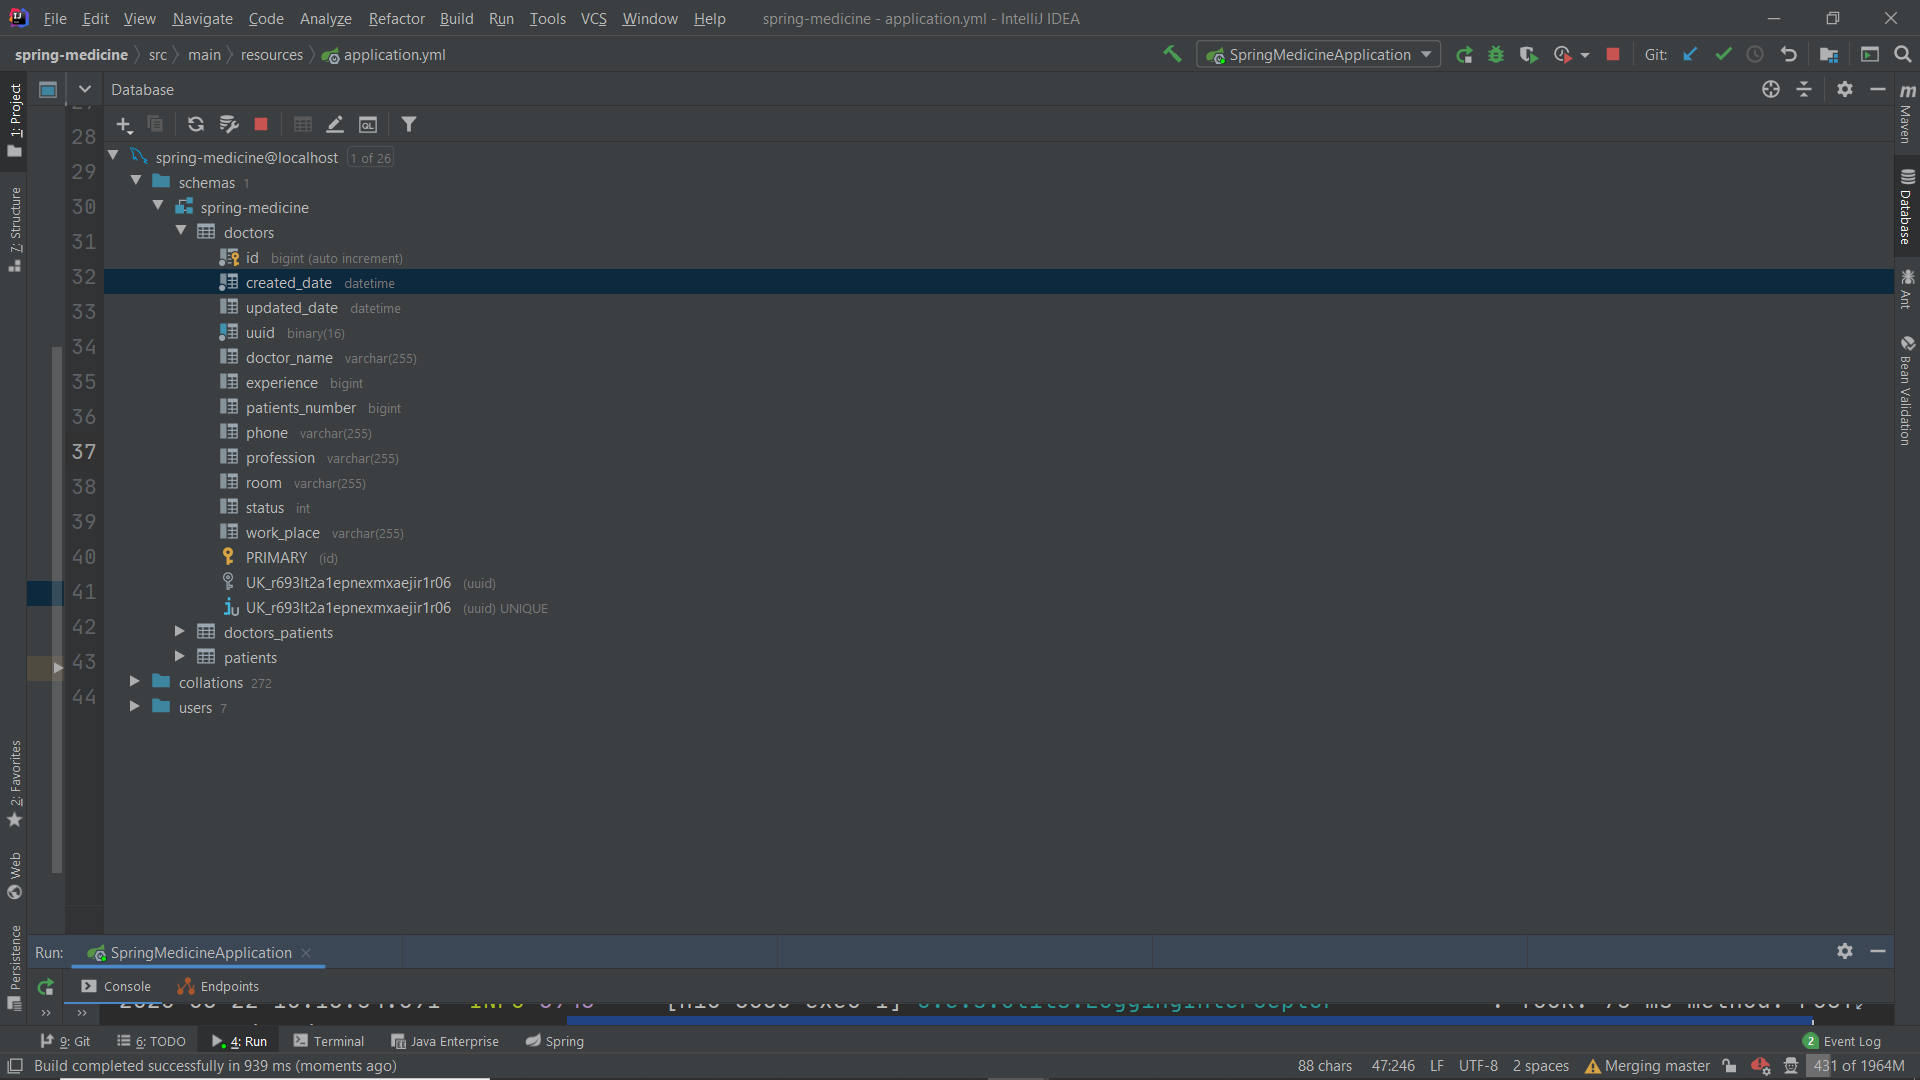 File Edit View Navigate Code Analyze Refactor Build Run Tools VCS Window Help spring-medicine - application.yml - IntelliJ IDEA
spring-medicine src main resources application.yml SpringMedicineApplication Git:
1: Project
7: Structure
2: Favorites
Web
Persistence
Database
28
29
30
31
32
33
34
35
36
37
38
39
40
41
42
43
44
spring-medicine@localhost 1 of 26
schemas 1
spring-medicine
doctors
id bigint (auto increment)
created_date datetime
updated_date datetime
uuid binary(16)
doctor_name varchar(255)
experience bigint
patients_number bigint
phone varchar(255)
profession varchar(255)
room varchar(255)
status int
work_place varchar(255)
PRIMARY (id)
UK_r693lt2a1epnexmxaejir1r06 (uuid)
UK_r693lt2a1epnexmxaejir1r06 (uuid) UNIQUE
doctors_patients
patients
collations 272
users 7
m Maven
Database
Ant
Bean Validation
Run: SpringMedicineApplication
Console Endpoints
9: Git 6: TODO 4: Run Terminal Java Enterprise Spring 2 Event Log
Build completed successfully in 939 ms (moments ago) 88 chars 47:246 LF UTF-8 2 spaces Merging master 431 of 1964M